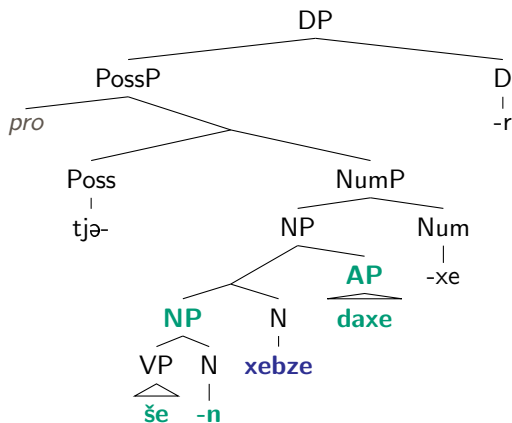 DP
PossP D
pro -r
Poss NumP
tjə- NP Num
AP -xe
NP N daxe
VP N xebze
še -n